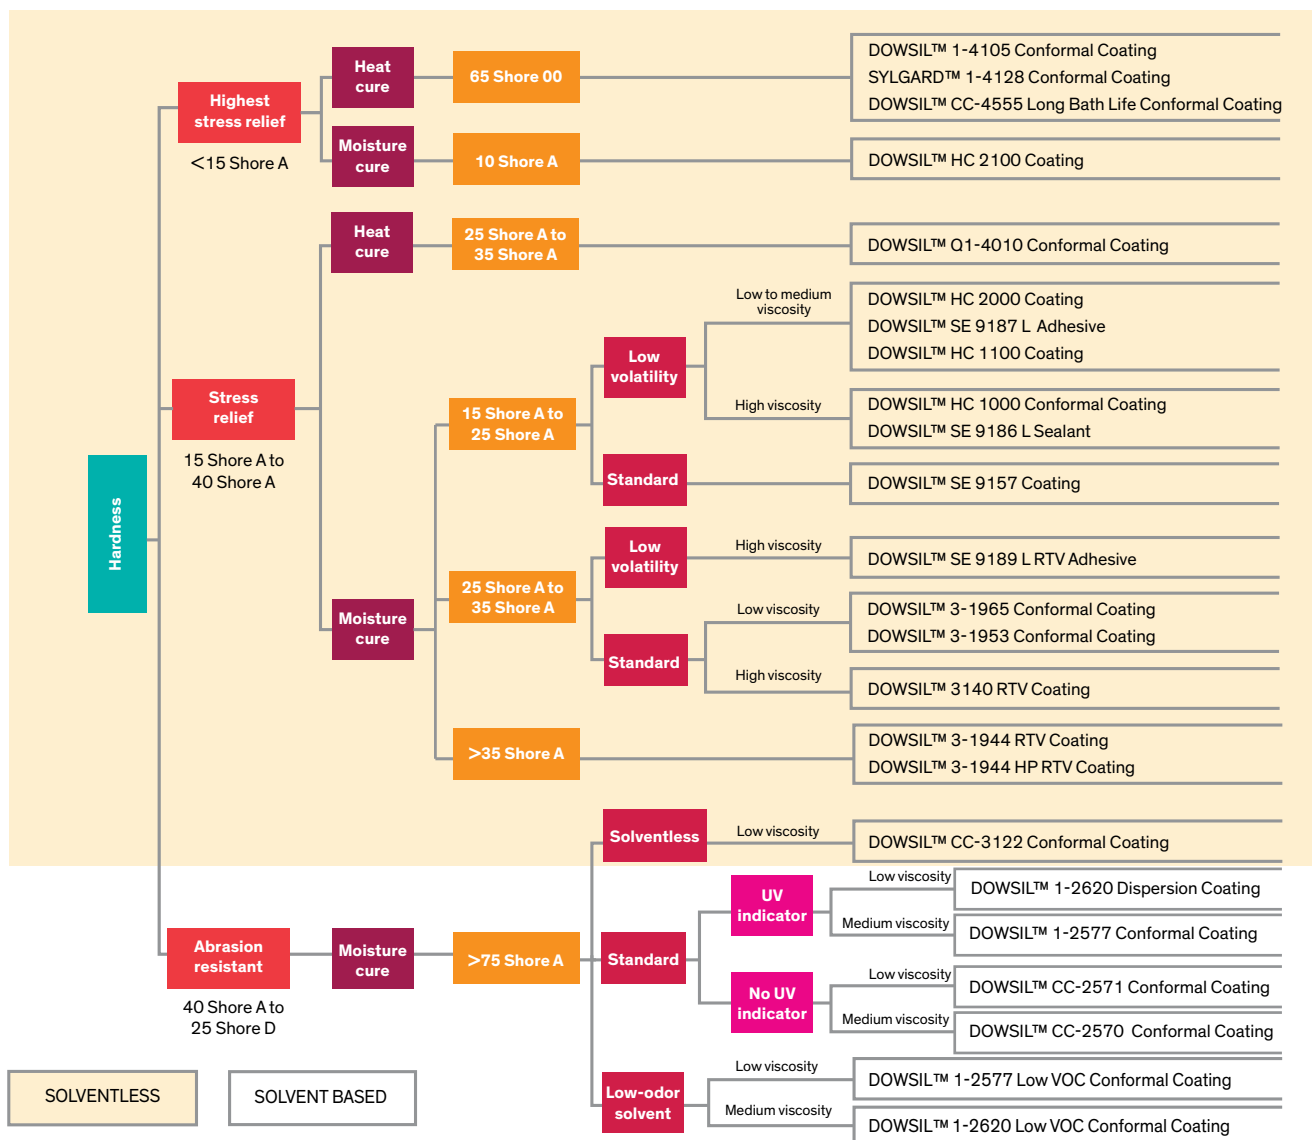 Hardness
Highest
stress relief
<15 Shore A
Heat
cure
65 Shore 00
DOWSIL™ 1-4105 Conformal Coating
SYLGARD™ 1-4128 Conformal Coating
DOWSIL™ CC-4555 Long Bath Life Conformal Coating
Moisture
cure
10 Shore A
DOWSIL™ HC 2100 Coating
Stress
relief
15 Shore A to
40 Shore A
Heat
cure
25 Shore A to
35 Shore A
DOWSIL™ Q1-4010 Conformal Coating
Moisture
cure
15 Shore A to
25 Shore A
Low
volatility
Low to medium
viscosity
DOWSIL™ HC 2000 Coating
DOWSIL™ SE 9187 L Adhesive
DOWSIL™ HC 1100 Coating
High viscosity
DOWSIL™ HC 1000 Conformal Coating
DOWSIL™ SE 9186 L Sealant
Standard
DOWSIL™ SE 9157 Coating
25 Shore A to
35 Shore A
Low
volatility
High viscosity
DOWSIL™ SE 9189 L RTV Adhesive
Standard
Low viscosity
DOWSIL™ 3-1965 Conformal Coating
DOWSIL™ 3-1953 Conformal Coating
High viscosity
DOWSIL™ 3140 RTV Coating
>35 Shore A
DOWSIL™ 3-1944 RTV Coating
DOWSIL™ 3-1944 HP RTV Coating
Abrasion
resistant
40 Shore A to
25 Shore D
Moisture
cure
>75 Shore A
Solventless
Low viscosity
DOWSIL™ CC-3122 Conformal Coating
Standard
UV
indicator
Low viscosity
DOWSIL™ 1-2620 Dispersion Coating
Medium viscosity
DOWSIL™ 1-2577 Conformal Coating
No UV
indicator
Low viscosity
DOWSIL™ CC-2571 Conformal Coating
Medium viscosity
DOWSIL™ CC-2570 Conformal Coating
Low-odor
solvent
Low viscosity
DOWSIL™ 1-2577 Low VOC Conformal Coating
Medium viscosity
DOWSIL™ 1-2620 Low VOC Conformal Coating
SOLVENTLESS
SOLVENT BASED